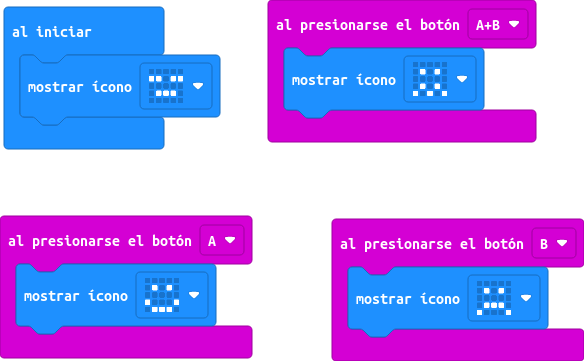 al iniciar
mostrar ícono
al presionarse el botón A+B
mostrar ícono
al presionarse el botón A
mostrar ícono
al presionarse el botón B
mostrar ícono